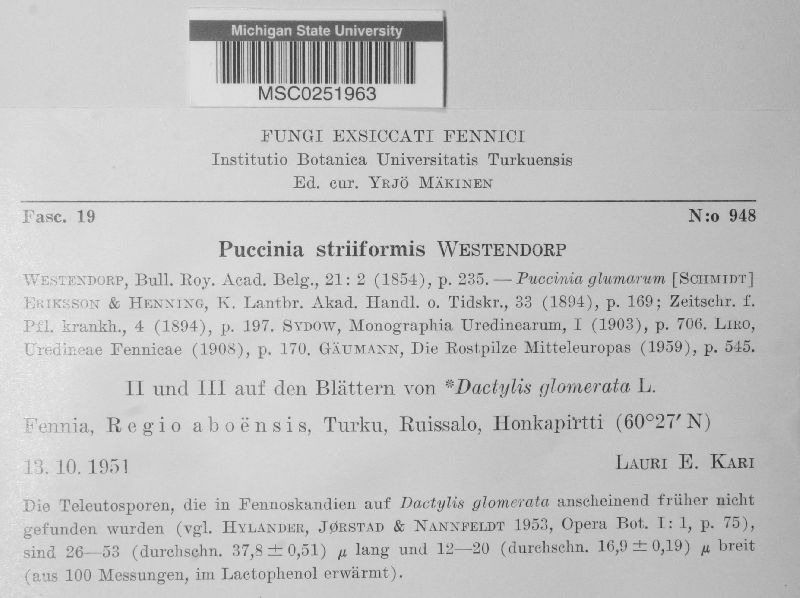 Michigan State University
MSC0251963
FUNGI EXSICCATI FENNICI
Institutio Botanica Universitatis Turkuensis
Ed. cur. YRJÖ MÄKINEN
Fasc. 19 N:o 948
Puccinia striiformis WESTENDORP
WESTENDORP, Bull. Roy. Acad. Belg., 21: 2 (1854), p. 235. — Puccinia glumarum [SCHMIDT]
ERIKSSON & HENNING, K. Lantbr. Akad. Handl. o. Tidskr., 33 (1894), p. 169; Zeitschr. f.
Pfl. krankh., 4 (1894), p. 197. SYDOW, Monographia Uredinearum, I (1903), p. 706. LIRO,
Uredineae Fennicae (1908), p. 170. GÄUMANN, Die Rostpilze Mitteleuropas (1959), p. 545.
II und III auf den Blättern von *Dactylis glomerata L.
Fennia, Regio aboënsis, Turku, Ruissalo, Honkapirtti (60°27′ N)
13. 10. 1951 LAURI E. KARI
Die Teleutosporen, die in Fennoskandien auf Dactylis glomerata anscheinend früher nicht
gefunden wurden (vgl. HYLANDER, JØRSTAD & NANNFELDT 1953, Opera Bot. I: 1, p. 75),
sind 26—53 (durchschn. 37,8 ± 0,51) μ lang und 12—20 (durchschn. 16,9 ± 0,19) μ breit
(aus 100 Messungen, im Lactophenol erwärmt).